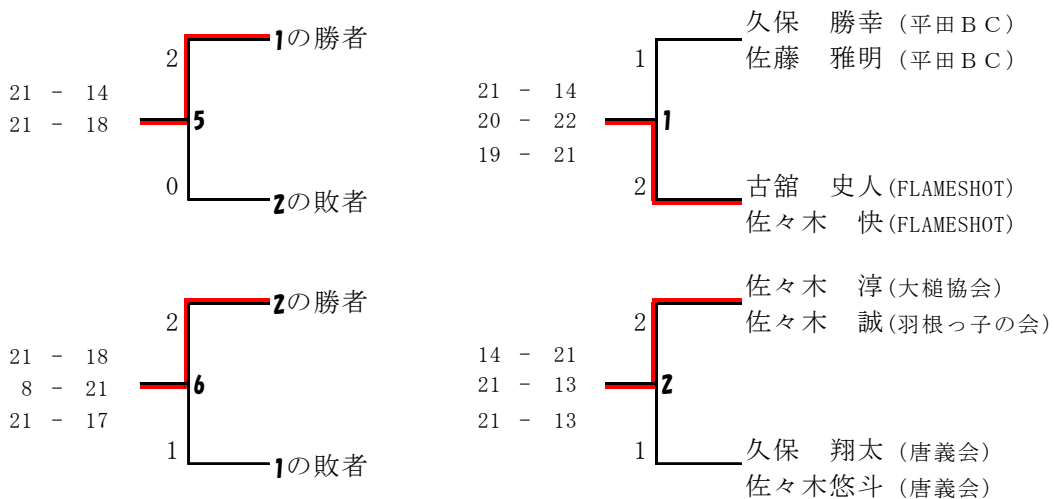 2
1の勝者
21 - 14
21 - 18
5
0
2の敗者
久保　勝幸 (平田ＢＣ)
1
佐藤　雅明 (平田ＢＣ)
21 - 14
20 - 22
19 - 21
1
2
古舘　史人(FLAMESHOT)
佐々木　快(FLAMESHOT)
2の勝者
2
21 - 18
8 - 21
21 - 17
6
1
1の敗者
佐々木　淳(大槌協会)
2
佐々木　誠(羽根っ子の会)
14 - 21
21 - 13
21 - 13
2
1
久保　翔太 (唐義会)
佐々木悠斗 (唐義会)